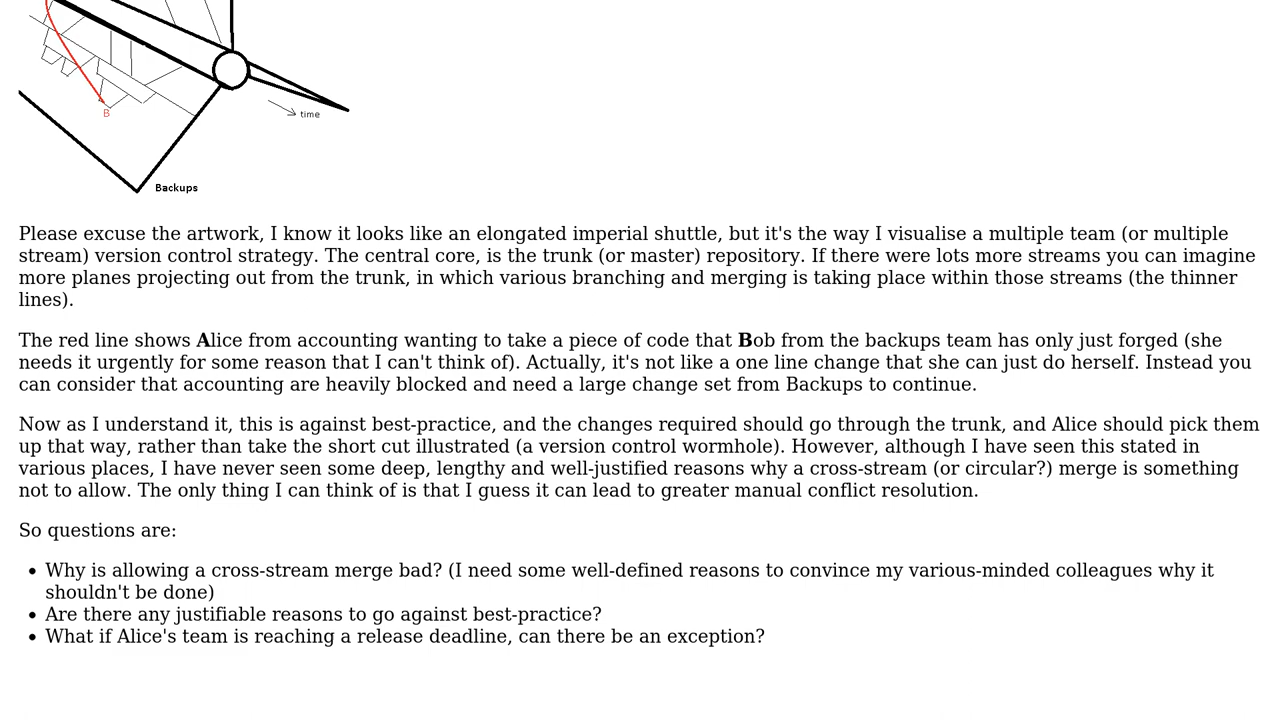 B
time
Backups
Please excuse the artwork, I know it looks like an elongated imperial shuttle, but it's the way I visualise a multiple team (or multiple
stream) version control strategy. The central core, is the trunk (or master) repository. If there were lots more streams you can imagine
more planes projecting out from the trunk, in which various branching and merging is taking place within those streams (the thinner
lines).
The red line shows Alice from accounting wanting to take a piece of code that Bob from the backups team has only just forged (she
needs it urgently for some reason that I can't think of). Actually, it's not like a one line change that she can just do herself. Instead you
can consider that accounting are heavily blocked and need a large change set from Backups to continue.
Now as I understand it, this is against best-practice, and the changes required should go through the trunk, and Alice should pick them
up that way, rather than take the short cut illustrated (a version control wormhole). However, although I have seen this stated in
various places, I have never seen some deep, lengthy and well-justified reasons why a cross-stream (or circular?) merge is something
not to allow. The only thing I can think of is that I guess it can lead to greater manual conflict resolution.
So questions are:
• Why is allowing a cross-stream merge bad? (I need some well-defined reasons to convince my various-minded colleagues why it
shouldn't be done)
• Are there any justifiable reasons to go against best-practice?
• What if Alice's team is reaching a release deadline, can there be an exception?